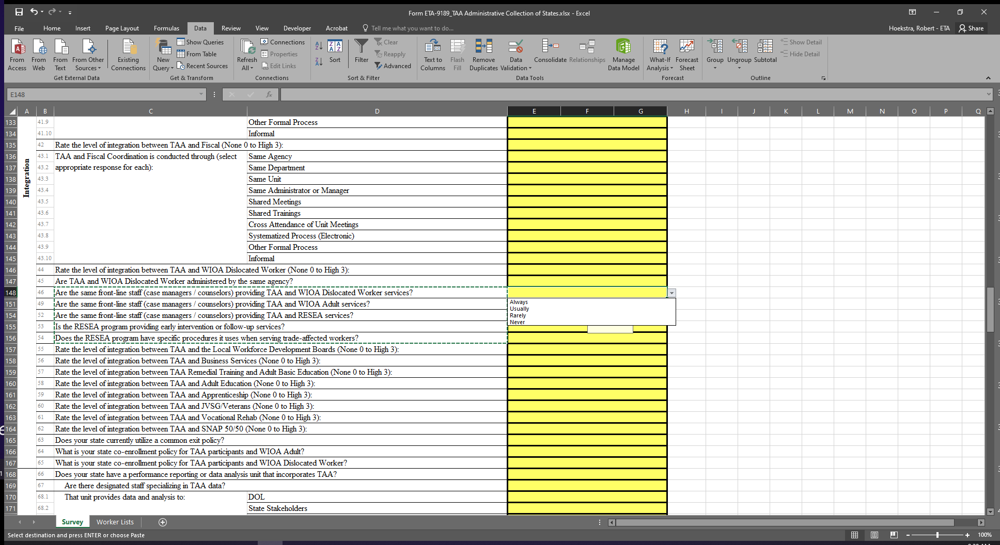 Form ETA-9189_TAA Administrative Collection of States.xlsx - Excel
File Home Insert Page Layout Formulas Data Review View Developer Acrobat Tell me what you want to do... Hoekstra, Robert - ETA Share
From Access
From Web
From Text
From Other Sources
Existing Connections
Get External Data
New Query
Show Queries
From Table
Recent Sources
Get & Transform
Refresh All
Connections
Properties
Edit Links
Connections
Sort
Filter
Clear
Reapply
Advanced
Sort & Filter
Text to Columns
Flash Fill
Remove Duplicates
Data Validation
Consolidate
Relationships
Manage Data Model
Data Tools
What-If Analysis
Forecast Sheet
Forecast
Group
Ungroup
Subtotal
Show Detail
Hide Detail
Outline
E148
fx
A B C D E F G H I J K L M N O P Q
Integration
133 41.9 Other Formal Process
134 41.10 Informal
135 42 Rate the level of integration between TAA and Fiscal (None 0 to High 3):
136 43.1 TAA and Fiscal Coordination is conducted through (select Same Agency
137 43.2 appropriate response for each): Same Department
138 43.3 Same Unit
139 43.4 Same Administrator or Manager
140 43.5 Shared Meetings
141 43.6 Shared Trainings
142 43.7 Cross Attendance of Unit Meetings
143 43.8 Systematized Process (Electronic)
144 43.9 Other Formal Process
145 43.10 Informal
146 44 Rate the level of integration between TAA and WIOA Dislocated Worker (None 0 to High 3):
147 45 Are TAA and WIOA Dislocated Worker administered by the same agency?
148 46 Are the same front-line staff (case managers / counselors) providing TAA and WIOA Dislocated Worker services?
151 49 Are the same front-line staff (case managers / counselors) providing TAA and WIOA Adult services?
154 52 Are the same front-line staff (case managers / counselors) providing TAA and RESEA services?
155 53 Is the RESEA program providing early intervention or follow-up services?
156 54 Does the RESEA program have specific procedures it uses when serving trade-affected workers?
Always
Usually
Rarely
Never
157 55 Rate the level of integration between TAA and the Local Workforce Development Boards (None 0 to High 3):
158 56 Rate the level of integration between TAA and Business Services (None 0 to High 3):
159 57 Rate the level of integration between TAA Remedial Training and Adult Basic Education (None 0 to High 3):
160 58 Rate the level of integration between TAA and Adult Education (None 0 to High 3):
161 59 Rate the level of integration between TAA and Apprenticeship (None 0 to High 3):
162 60 Rate the level of integration between TAA and JVSG/Veterans (None 0 to High 3):
163 61 Rate the level of integration between TAA and Vocational Rehab (None 0 to High 3):
164 62 Rate the level of integration between TAA and SNAP 50/50 (None 0 to High 3):
165 63 Does your state currently utilize a common exit policy?
166 64 What is your state co-enrollment policy for TAA participants and WIOA Adult?
167 65 What is your state co-enrollment policy for TAA participants and WIOA Dislocated Worker?
168 66 Does your state have a performance reporting or data analysis unit that incorporates TAA?
169 67 Are there designated staff specializing in TAA data?
170 68.1 That unit provides data and analysis to: DOL
171 68.2 State Stakeholders
Survey Worker Lists
Select destination and press ENTER or choose Paste
100%